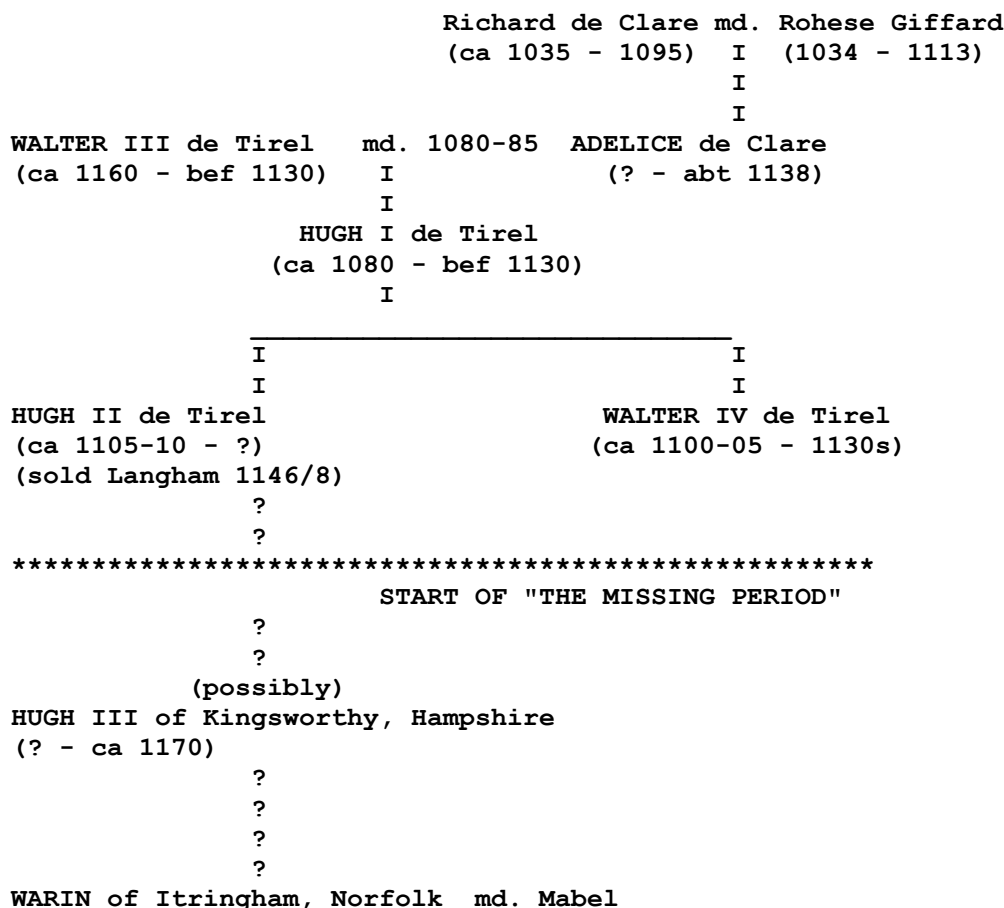 Richard de Clare md. Rohese Giffard
(ca 1035 - 1095) I (1034 - 1113)
I
I
WALTER III de Tirel md. 1080-85 ADELICE de Clare
(ca 1160 - bef 1130) I (? - abt 1138)
I
HUGH I de Tirel
(ca 1080 - bef 1130)
I
______________________________
I I
I I
HUGH II de Tirel WALTER IV de Tirel
(ca 1105-10 - ?) (ca 1100-05 - 1130s)
(sold Langham 1146/8)
?
?
******************************************************
START OF "THE MISSING PERIOD"
?
?
(possibly)
HUGH III of Kingsworthy, Hampshire
(? - ca 1170)
?
?
?
?
WARIN of Itringham, Norfolk md. Mabel